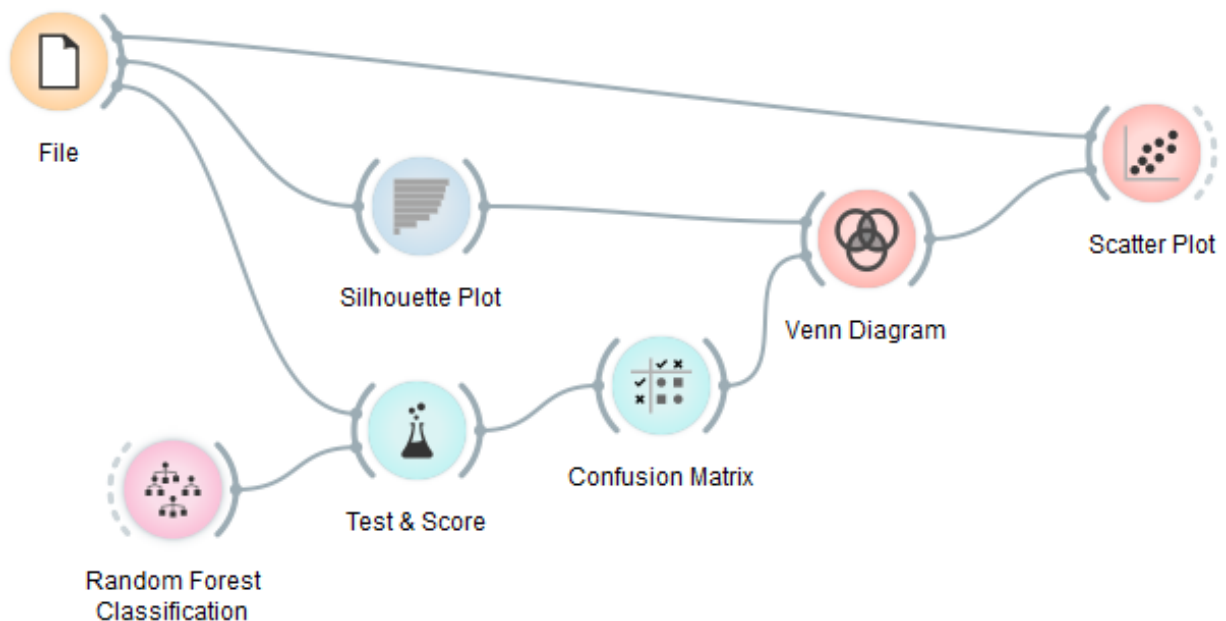 File
Scatter Plot
Silhouette Plot
Venn Diagram
Confusion Matrix
Test & Score
Random Forest
Classification